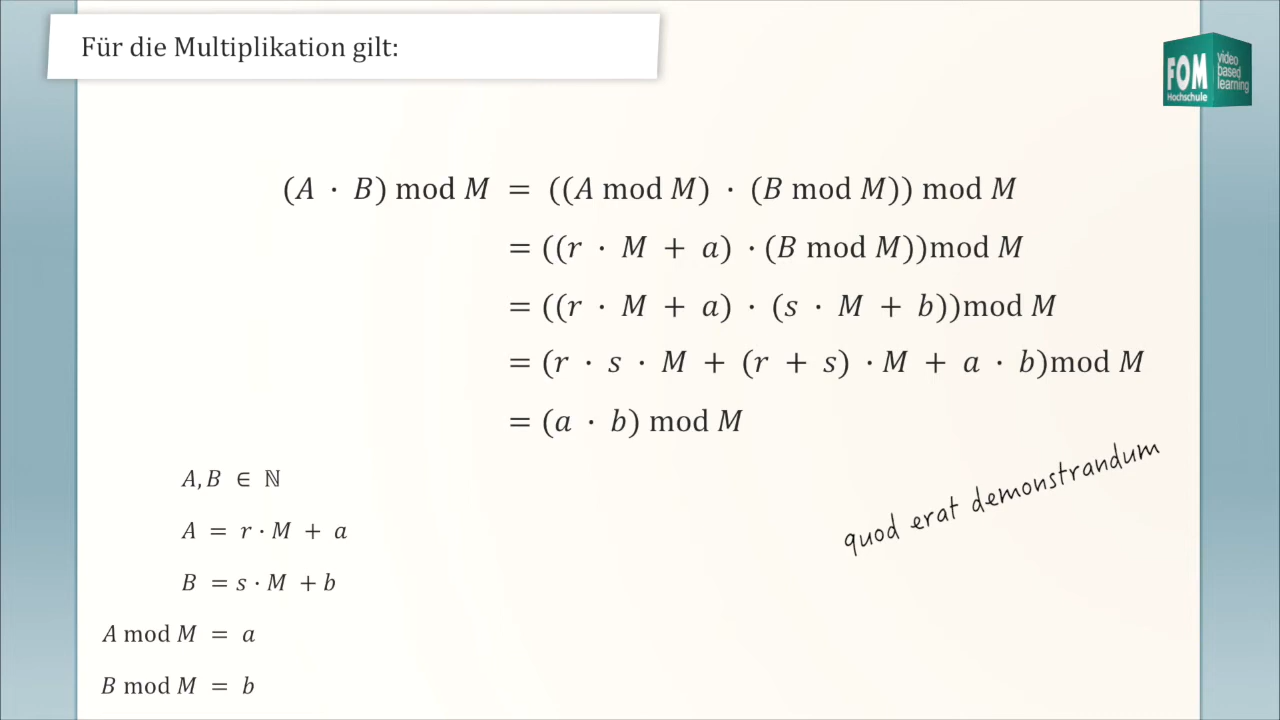 Für die Multiplikation gilt:
FOM
Hochschule
video
based
learning
(A · B) mod M = ((A mod M) · (B mod M)) mod M
= ((r · M + a) · (B mod M))mod M
= ((r · M + a) · (s · M + b))mod M
= (r · s · M + (r + s) · M + a · b)mod M
= (a · b) mod M
quod erat demonstrandum
A, B ∈ ℕ
A = r · M + a
B = s · M + b
A mod M = a
B mod M = b